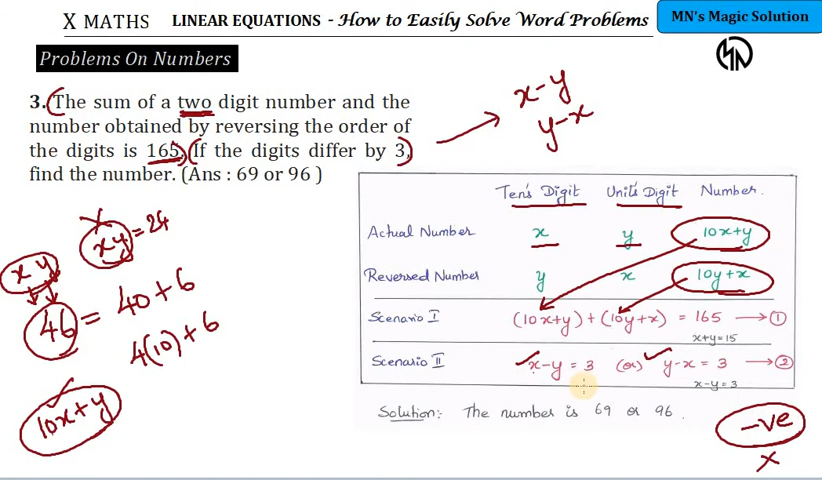 X MATHS LINEAR EQUATIONS - How to Easily Solve Word Problems
MN's Magic Solution
Problems On Numbers
3. The sum of a two digit number and the
number obtained by reversing the order of
the digits is 165. If the digits differ by 3,
find the number. (Ans : 69 or 96 )
x-y
y-x
Ten's Digit Unit's Digit Number.
Actual Number x y 10x+y
Reversed Number y x 10y+x
Scenario I (10x+y) + (10y+x) = 165 → ①
x+y=15
Scenario II x-y = 3 (or) y-x = 3 → ②
x-y=3
Solution:- The number is 69 or 96.
xy = 24
x y
46 = 40+6
4(10)+6
10x+y
-ve
x